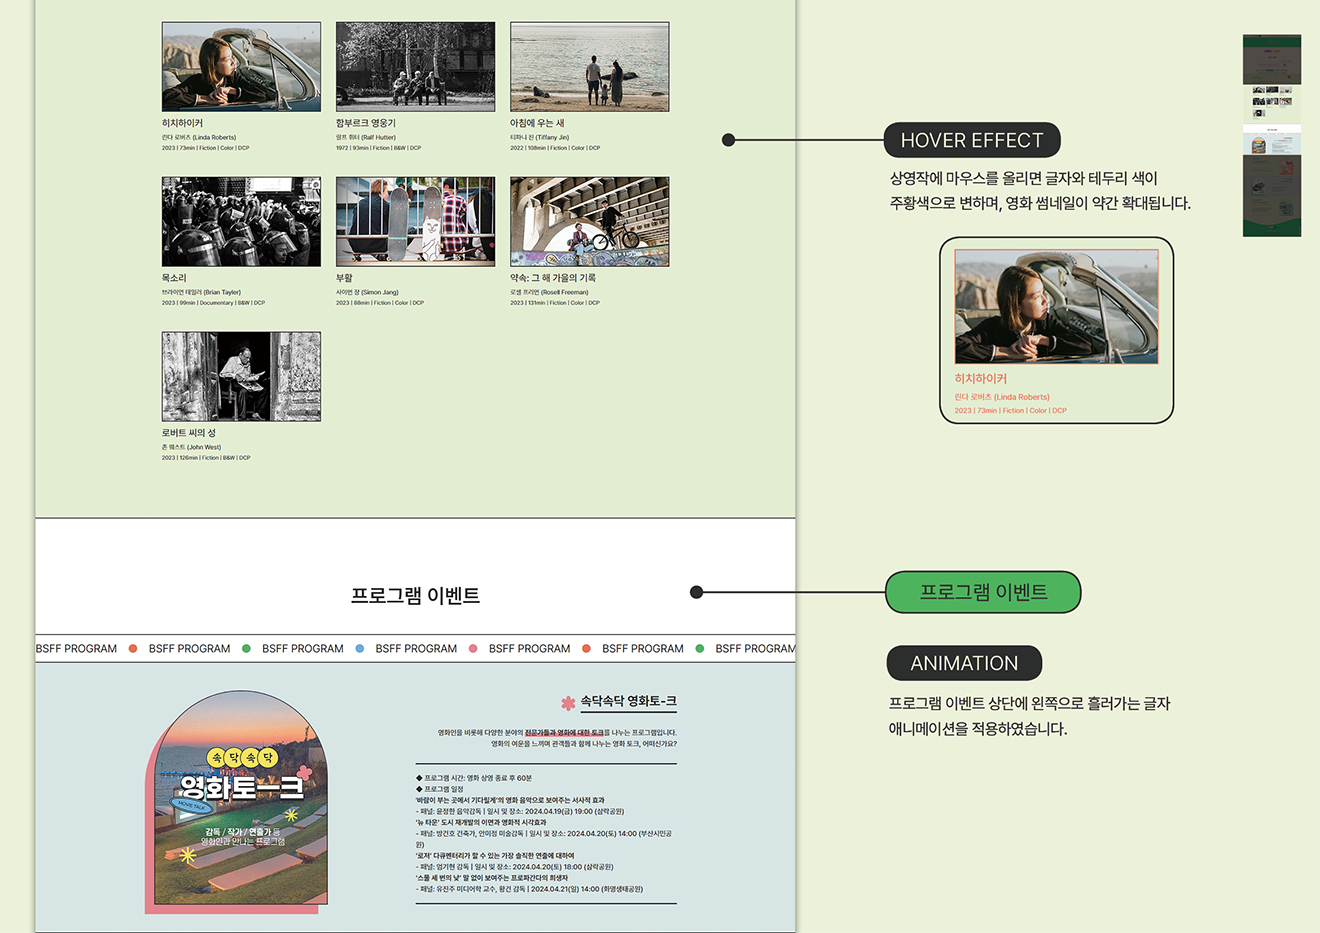 히치하이커
린다 로버츠 (Linda Roberts)
2023 | 73min | Fiction | Color | DCP
함부르크 영웅기
랄프 휘터 (Ralf Hutter)
1972 | 93min | Fiction | B&W | DCP
아침에 우는 새
티파니 진 (Tiffany Jin)
2022 | 108min | Fiction | Color | DCP
목소리
브라이언 테일러 (Brian Tayler)
2023 | 99min | Documentary | B&W | DCP
부활
사이먼 장 (Simon Jang)
2023 | 88min | Fiction | Color | DCP
약속: 그 해 가을의 기록
로셀 프리먼 (Rosell Freeman)
2023 | 131min | Fiction | Color | DCP
로버트 씨의 성
존 웨스트 (John West)
2023 | 126min | Fiction | B&W | DCP
HOVER EFFECT
상영작에 마우스를 올리면 글자와 테두리 색이
주황색으로 변하며, 영화 썸네일이 약간 확대됩니다.
히치하이커
린다 로버츠 (Linda Roberts)
2023 | 73min | Fiction | Color | DCP
프로그램 이벤트
프로그램 이벤트
BSFF PROGRAM BSFF PROGRAM BSFF PROGRAM BSFF PROGRAM BSFF PROGRAM BSFF PROGRAM BSFF PROGRAM
ANIMATION
프로그램 이벤트 상단에 왼쪽으로 흘러가는 글자
애니메이션을 적용하였습니다.
속닥속닥
영화토-크
MOVIE TALK
감독 / 작가 / 연출가 등
영화인과 만나는 프로그램
속닥속닥 영화토-크
영화인을 비롯해 다양한 분야의 전문가들과 영화에 대한 토크를 나누는 프로그램입니다.
영화의 여운을 느끼며 관객들과 함께 나누는 영화 토크, 어떠신가요?
◆ 프로그램 시간: 영화 상영 종료 후 60분
◆ 프로그램 일정
'바람이 부는 곳에서 기다릴게'의 영화 음악으로 보여주는 서사적 효과
- 패널: 윤정한 음악감독 | 일시 및 장소: 2024.04.19(금) 19:00 (삼락공원)
'뉴 타운' 도시 재개발의 이면과 영화적 시각효과
- 패널: 방건호 건축가, 안미정 미술감독 | 일시 및 장소: 2024.04.20(토) 14:00 (부산시민공
원)
'로저' 다큐멘터리가 할 수 있는 가장 솔직한 연출에 대하여
- 패널: 엄기현 감독 | 일시 및 장소: 2024.04.20(토) 18:00 (삼락공원)
'스물 세 번의 낮' 말 없이 보여주는 프로파간다의 희생자
- 패널: 유진주 미디어학 교수, 왕건 감독 | 2024.04.21(일) 14:00 (화명생태공원)